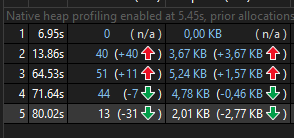 Native heap profiling enabled at 5.45s, prior allocations
1 6.95s 0 (n/a) 0,00 KB (n/a)
2 13.86s 40 (+40) 3,67 KB (+3,67 KB)
3 64.53s 51 (+11) 5,24 KB (+1,57 KB)
4 71.64s 44 (-7) 4,78 KB (-0,46 KB)
5 80.02s 13 (-31) 2,01 KB (-2,77 KB)